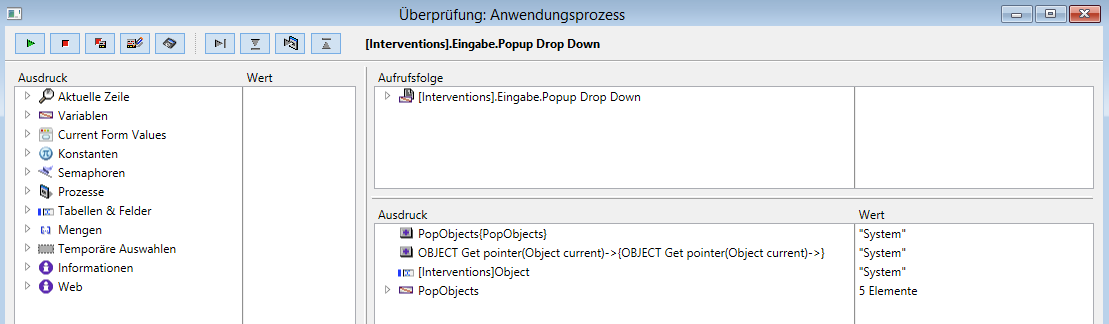 Überprüfung: Anwendungsprozess
[Interventions].Eingabe.Popup Drop Down
Ausdruck Wert
Aktuelle Zeile
Variablen
Current Form Values
Konstanten
Semaphoren
Prozesse
Tabellen & Felder
Mengen
Temporäre Auswahlen
Informationen
Web
Aufrufsfolge
[Interventions].Eingabe.Popup Drop Down
Ausdruck Wert
PopObjects{PopObjects} "System"
OBJECT Get pointer(Object current)->{OBJECT Get pointer(Object current)->} "System"
[Interventions]Object "System"
PopObjects 5 Elemente